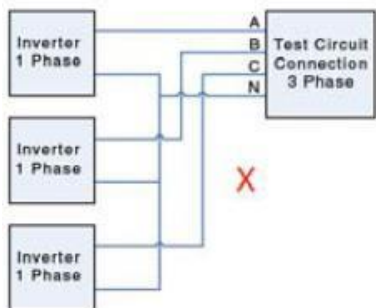 Inverter
1 Phase
A
B
C
N
Test Circuit
Connection
3 Phase
Inverter
1 Phase
X
Inverter
1 Phase